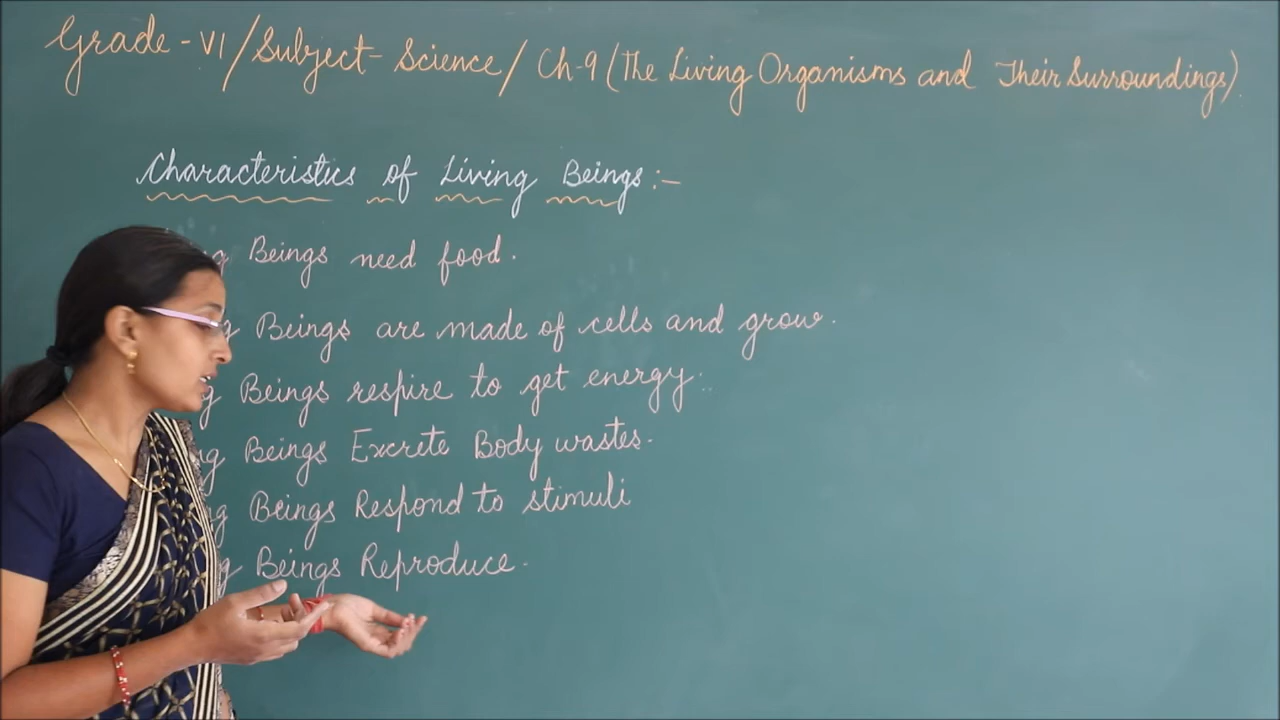 Grade - VI / Subject - Science / Ch-9 (The Living Organisms and Their Surroundings).
Characteristics of Living Beings :-
Beings need food.
Beings are made of cells and grow.
Beings respire to get energy.
Beings Excrete Body wastes.
Beings Respond to stimuli
Beings Reproduce.